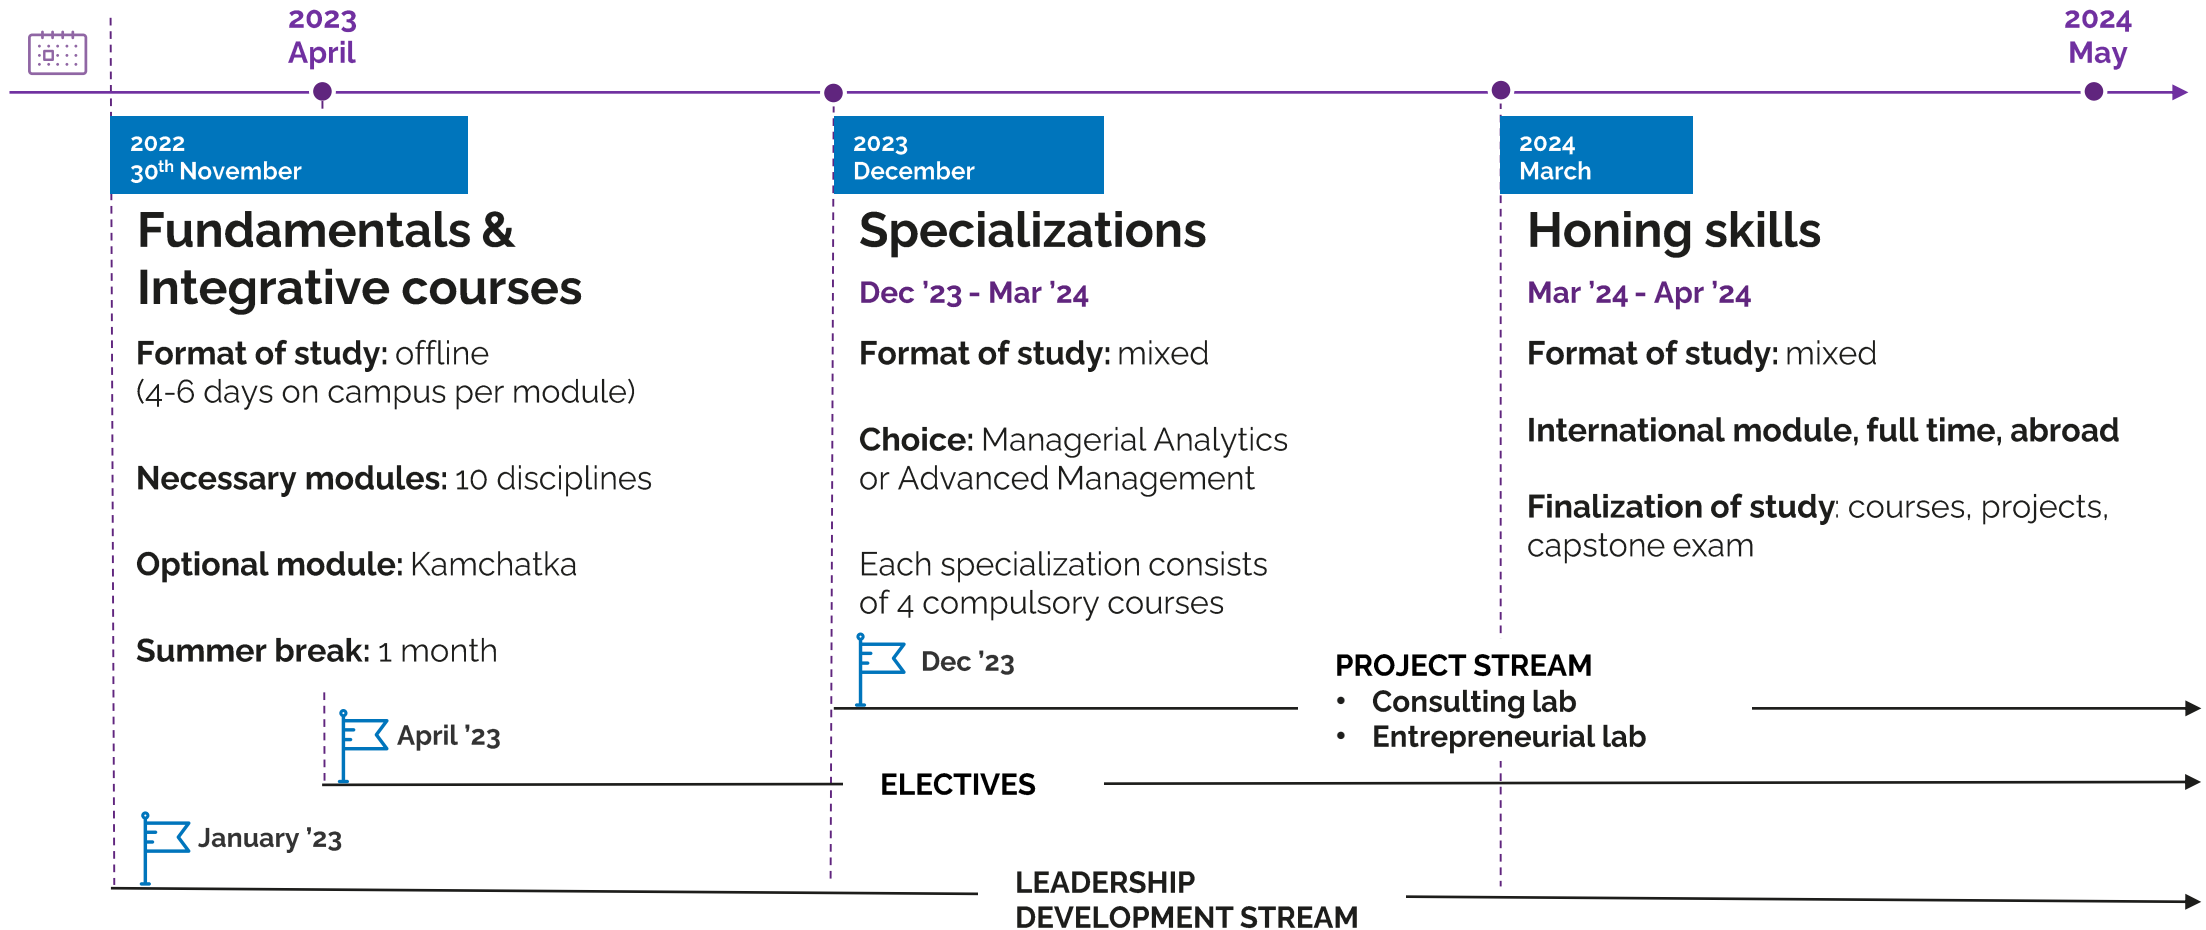 2023
April
2024
May
2022
30th November
Fundamentals &
Integrative courses
Format of study: offline
(4-6 days on campus per module)
Necessary modules: 10 disciplines
Optional module: Kamchatka
Summer break: 1 month
2023
December
Specializations
Dec ’23 - Mar ’24
Format of study: mixed
Choice: Managerial Analytics
or Advanced Management
Each specialization consists
of 4 compulsory courses
2024
March
Honing skills
Mar ’24 - Apr ’24
Format of study: mixed
International module, full time, abroad
Finalization of study: courses, projects,
capstone exam
Dec ’23
PROJECT STREAM
• Consulting lab
• Entrepreneurial lab
April ’23
ELECTIVES
January ’23
LEADERSHIP
DEVELOPMENT STREAM